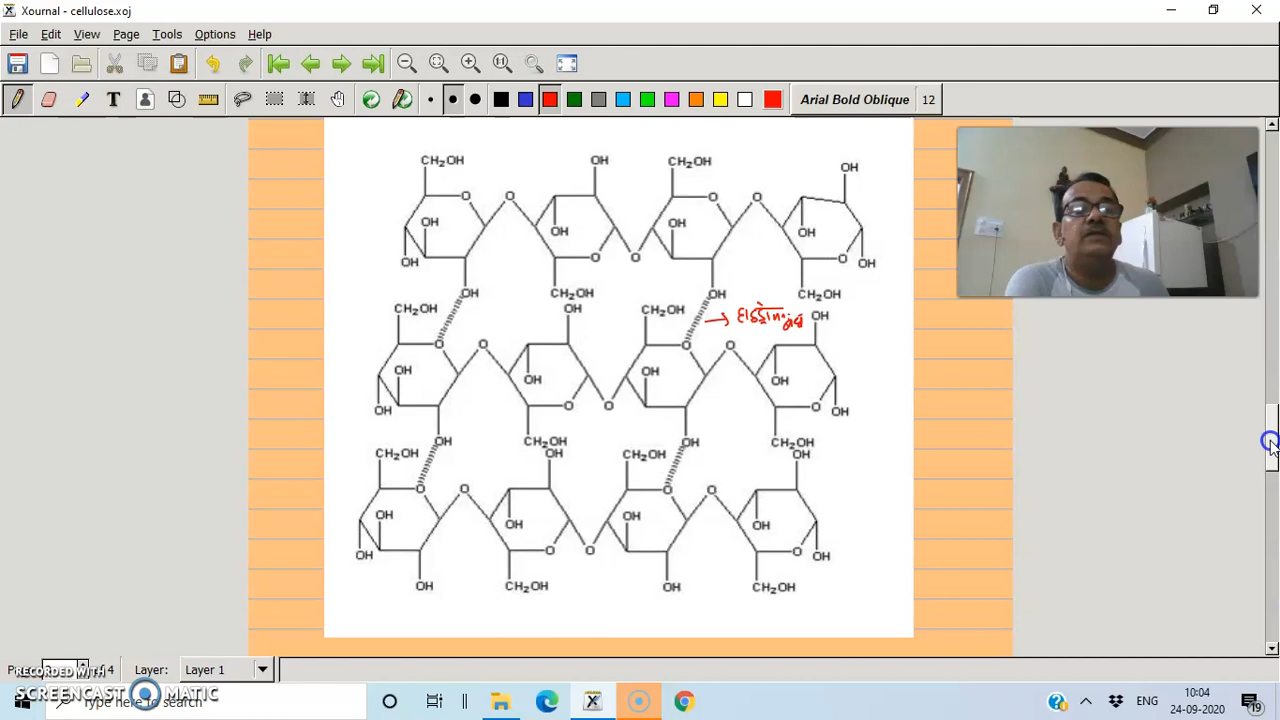 Xournal - cellulose.xoj
File Edit View Page Tools Options Help
Arial Bold Oblique 12
CH2OH OH CH2OH OH
O O O
OH OH OH OH
OH O O O OH
OH CH2OH OH CH2OH
CH2OH OH CH2OH OH
O O O O
OH OH OH OH
OH O O O OH
OH CH2OH OH CH2OH
CH2OH OH CH2OH OH
O O O O
OH OH OH OH
OH O O O OH
OH CH2OH OH CH2OH
of 4 Layer: Layer 1
RECORDED WITH
SCREENCAST MATIC
Type here to search
ENG 10:04
24-09-2020 19